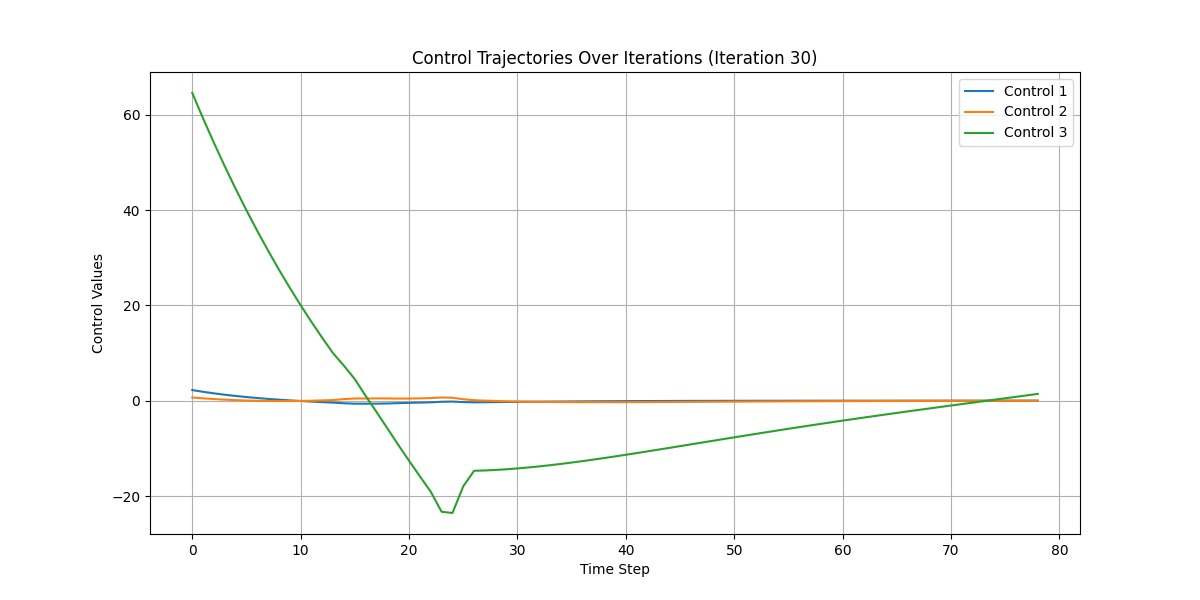 Control Trajectories Over Iterations (Iteration 30)
Control 1
Control 2
Control 3
Control Values
60
40
20
0
−20
0 10 20 30 40 50 60 70 80
Time Step